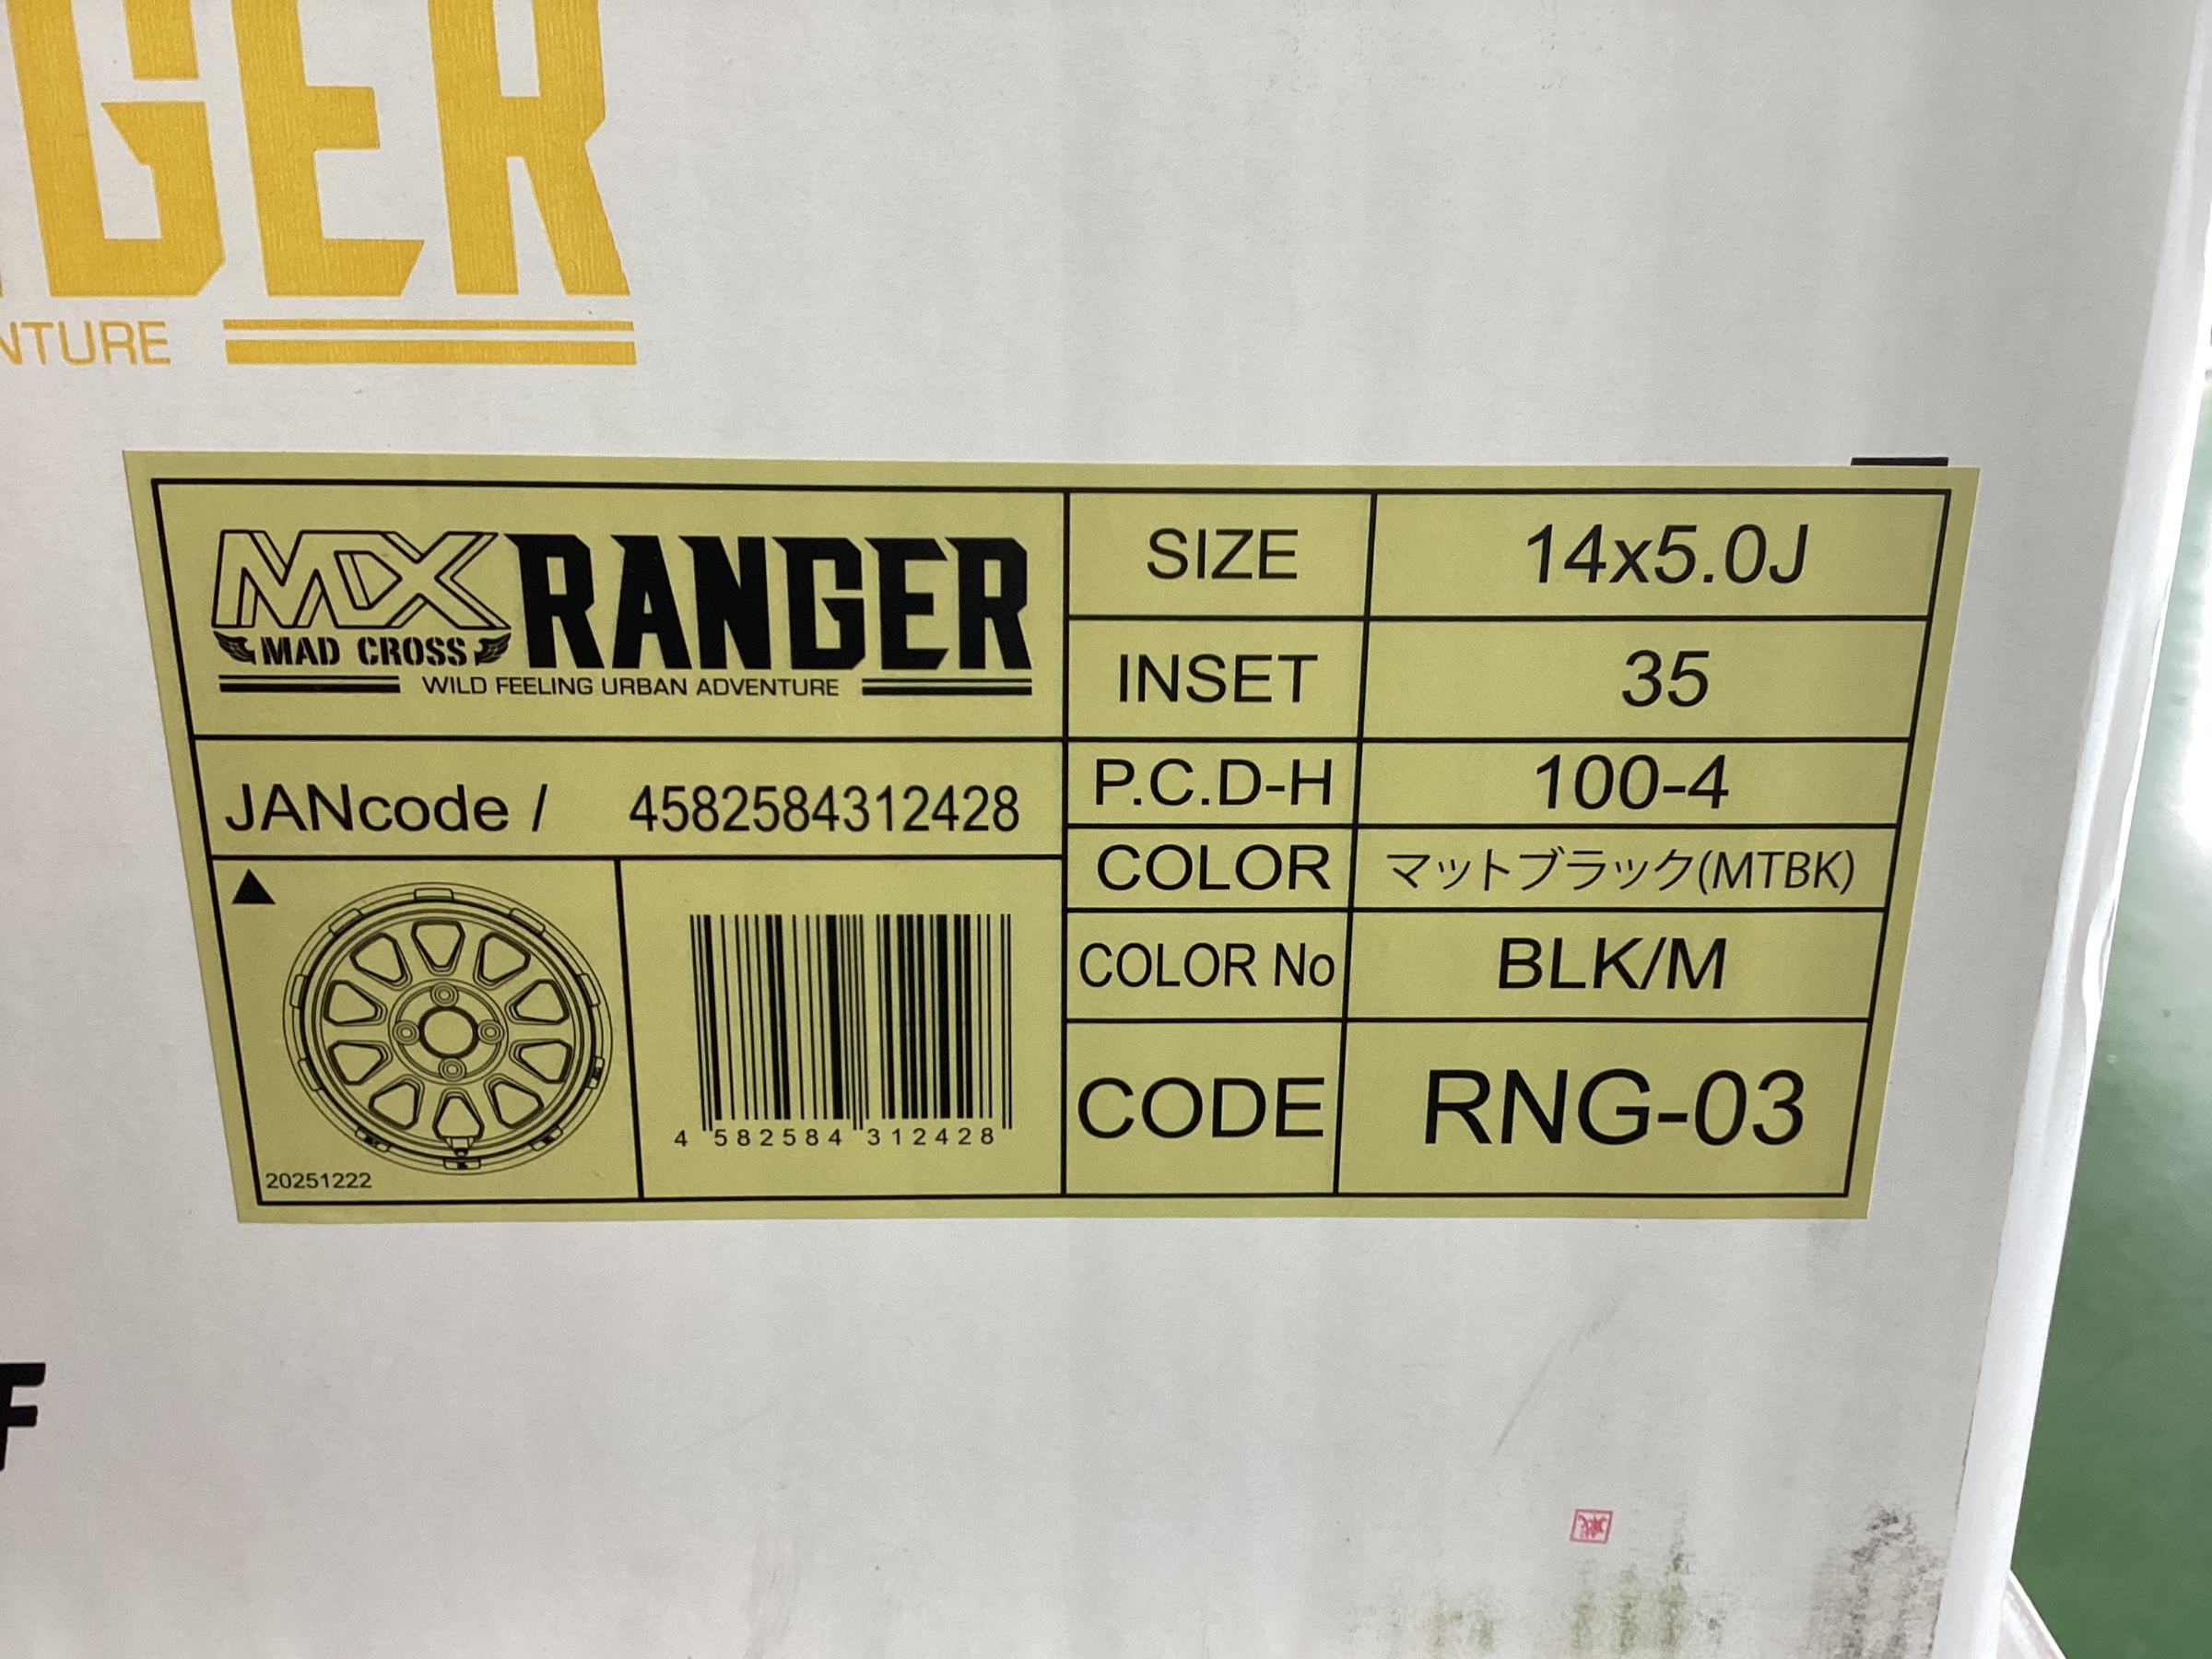 GER
NTURE
MX RANGER
MAD CROSS
WILD FEELING URBAN ADVENTURE
JANcode / 4582584312428
20251222
4 582584 312428
SIZE 14x5.0J
INSET 35
P.C.D-H 100-4
COLOR マットブラック(MTBK)
COLOR No BLK/M
CODE RNG-03
F